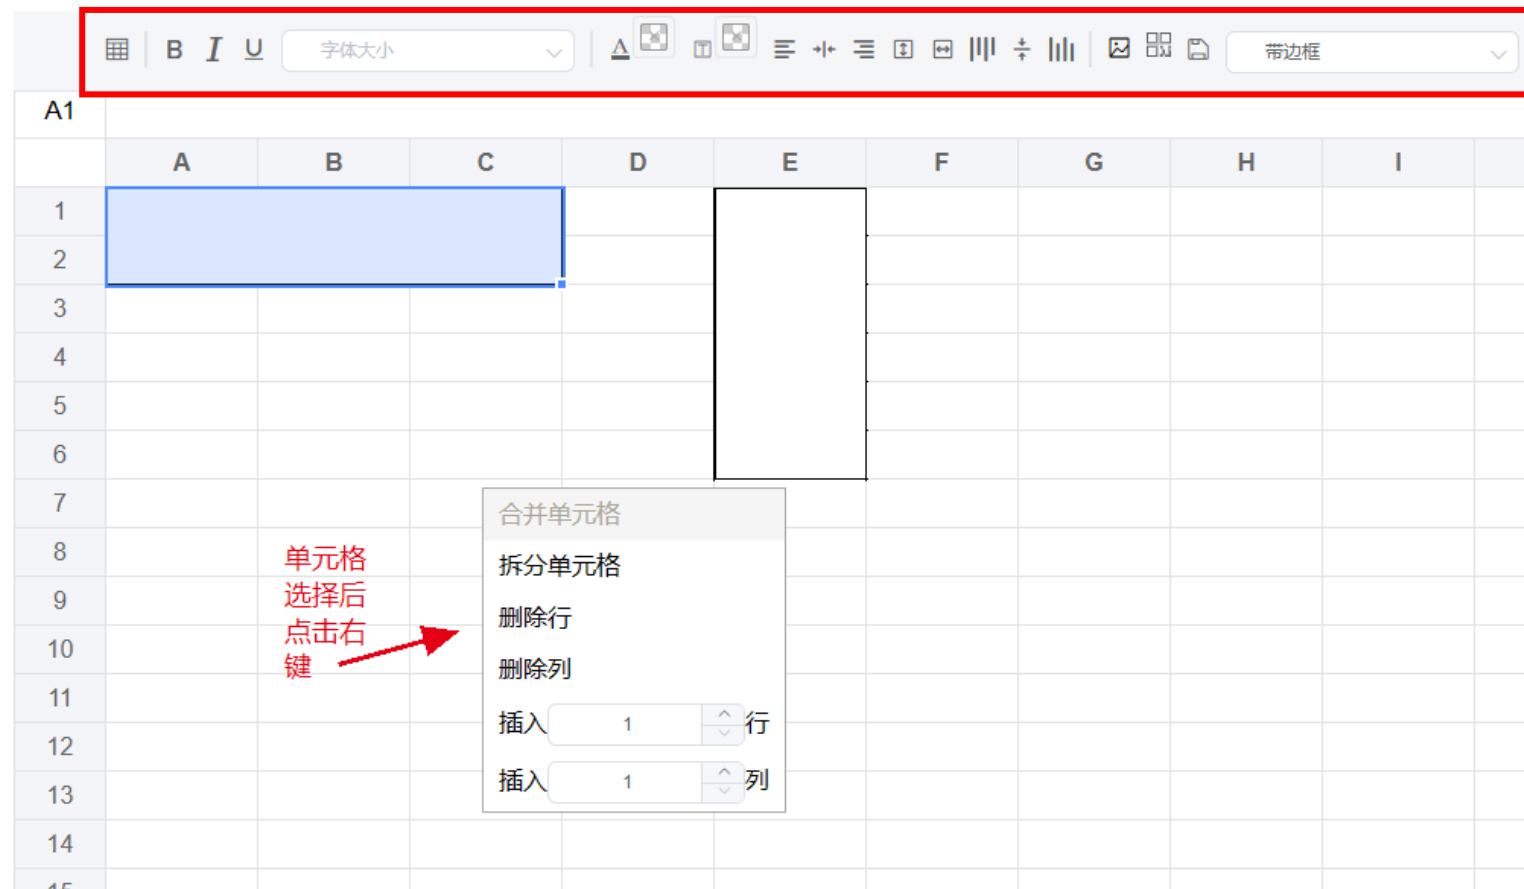 B I U 字体大小 A T 带边框
A1
A B C D E F G H I
1
2
3
4
5
6
7
8
9
10
11
12
13
14
15
单元格
选择后
点击右
键
合并单元格
拆分单元格
删除行
删除列
插入 1 行
插入 1 列